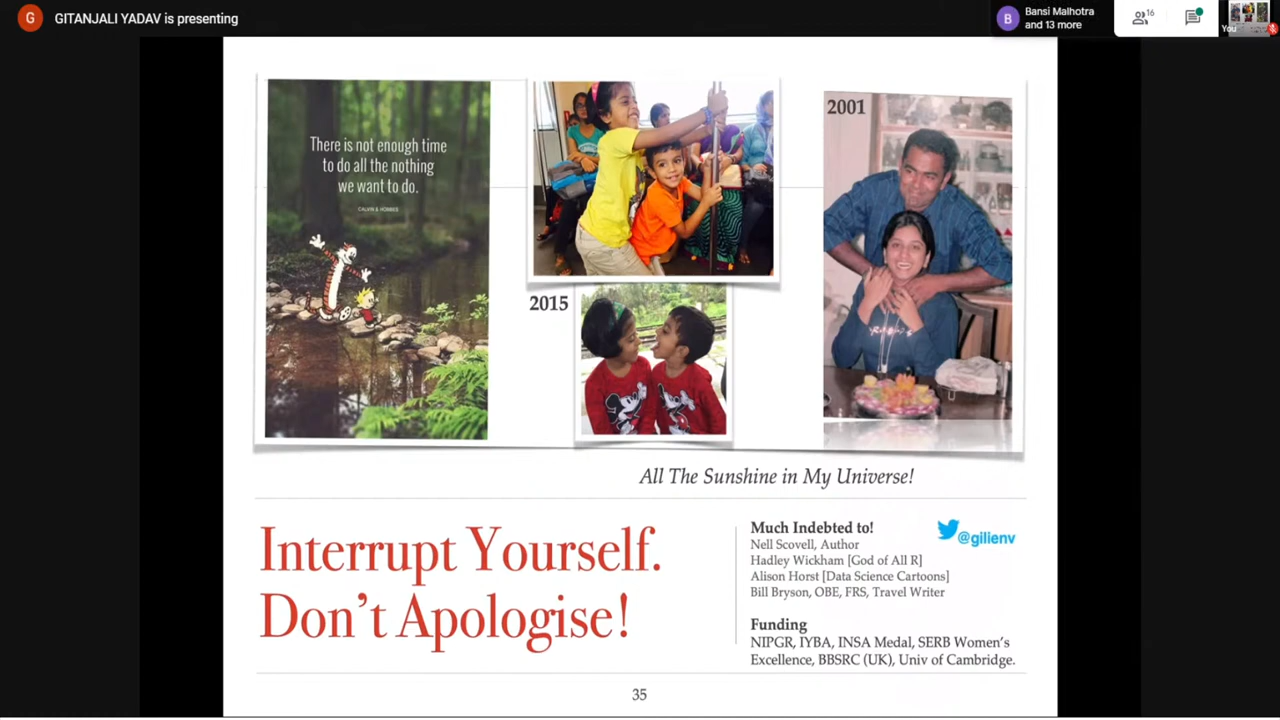 G GITANJALI YADAV is presenting
B Bansi Malhotra
and 13 more
16
You
There is not enough time
to do all the nothing
we want to do.
CALVIN & HOBBES
2001
2015
All The Sunshine in My Universe!
Interrupt Yourself.
Don't Apologise!
Much Indebted to!
@gilienv
Nell Scovell, Author
Hadley Wickham [God of All R]
Alison Horst [Data Science Cartoons]
Bill Bryson, OBE, FRS, Travel Writer
Funding
NIPGR, IYBA, INSA Medal, SERB Women's
Excellence, BBSRC (UK), Univ of Cambridge.
35